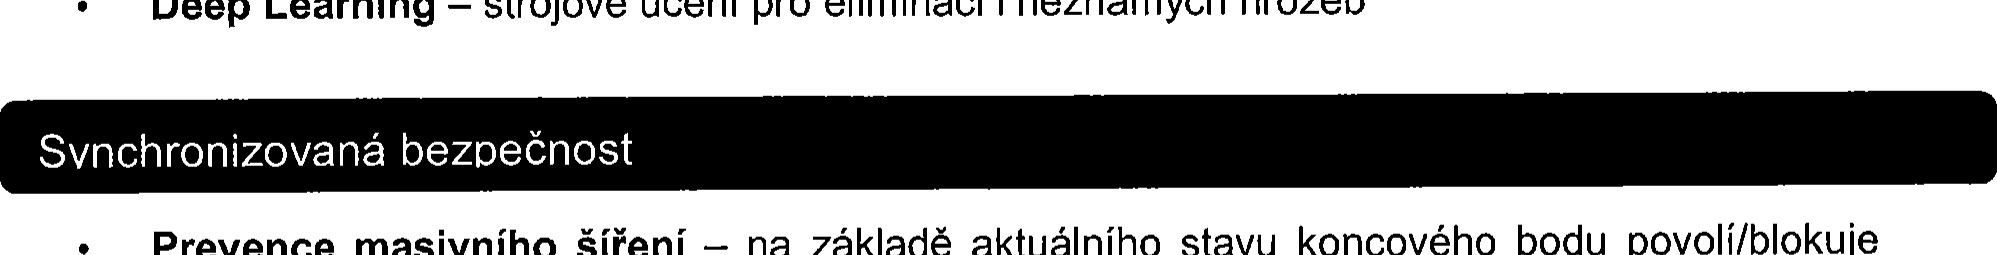 • Deep Learning – strojové učení pro eliminaci i neznámých hrozeb
Synchronizovaná bezpečnost
• Prevence masivního šíření – na základě aktuálního stavu koncového bodu povolí/blokuje